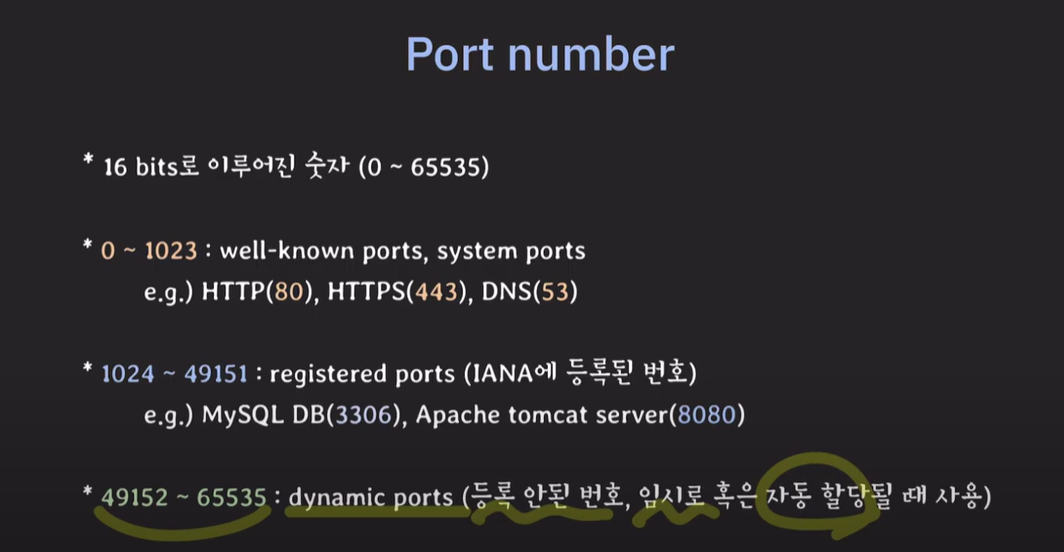 Port number
* 16 bits로 이루어진 숫자 (0 ~ 65535)
* 0 ~ 1023 : well-known ports, system ports
e.g.) HTTP(80), HTTPS(443), DNS(53)
* 1024 ~ 49151 : registered ports (IANA에 등록된 번호)
e.g.) MySQL DB(3306), Apache tomcat server(8080)
* 49152 ~ 65535 : dynamic ports (등록 안된 번호, 임시로 혹은 자동 할당될 때 사용)